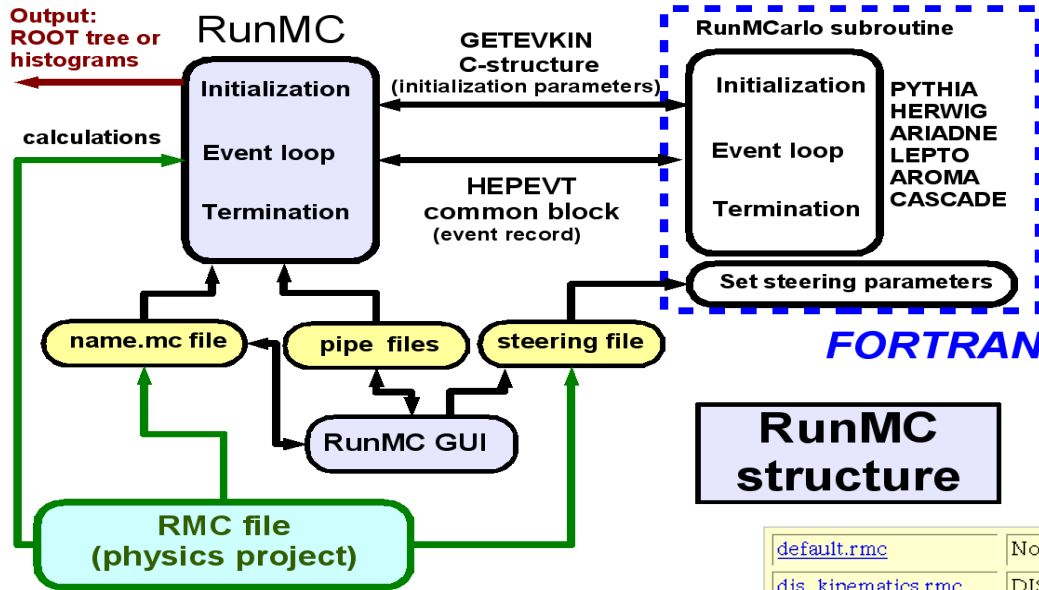 Output:
ROOT tree or
histograms
RunMC
Initialization
Event loop
Termination
calculations
GETEVKIN
C-structure
(initialization parameters)
HEPEVT
common block
(event record)
RunMCarlo subroutine
Initialization
Event loop
Termination
PYTHIA
HERWIG
ARIADNE
LEPTO
AROMA
CASCADE
Set steering parameters
FORTRAN
name.mc file
pipe files
steering file
RunMC GUI
RMC file
(physics project)
RunMC
structure
default.rmc
No
dis_kinematics.rmc